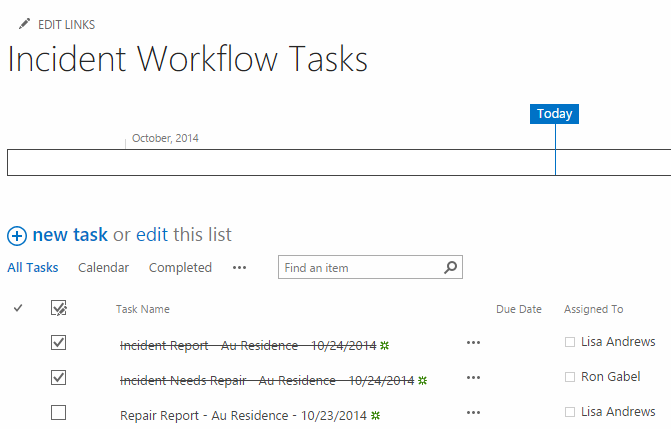 EDIT LINKS
Incident Workflow Tasks
Today
October, 2014
new task or edit this list
All Tasks Calendar Completed ••• Find an item
Task Name Due Date Assigned To
Incident Report - Au Residence - 10/24/2014 ••• Lisa Andrews
Incident Needs Repair - Au Residence - 10/24/2014 ••• Ron Gabel
Repair Report - Au Residence - 10/23/2014 ••• Lisa Andrews